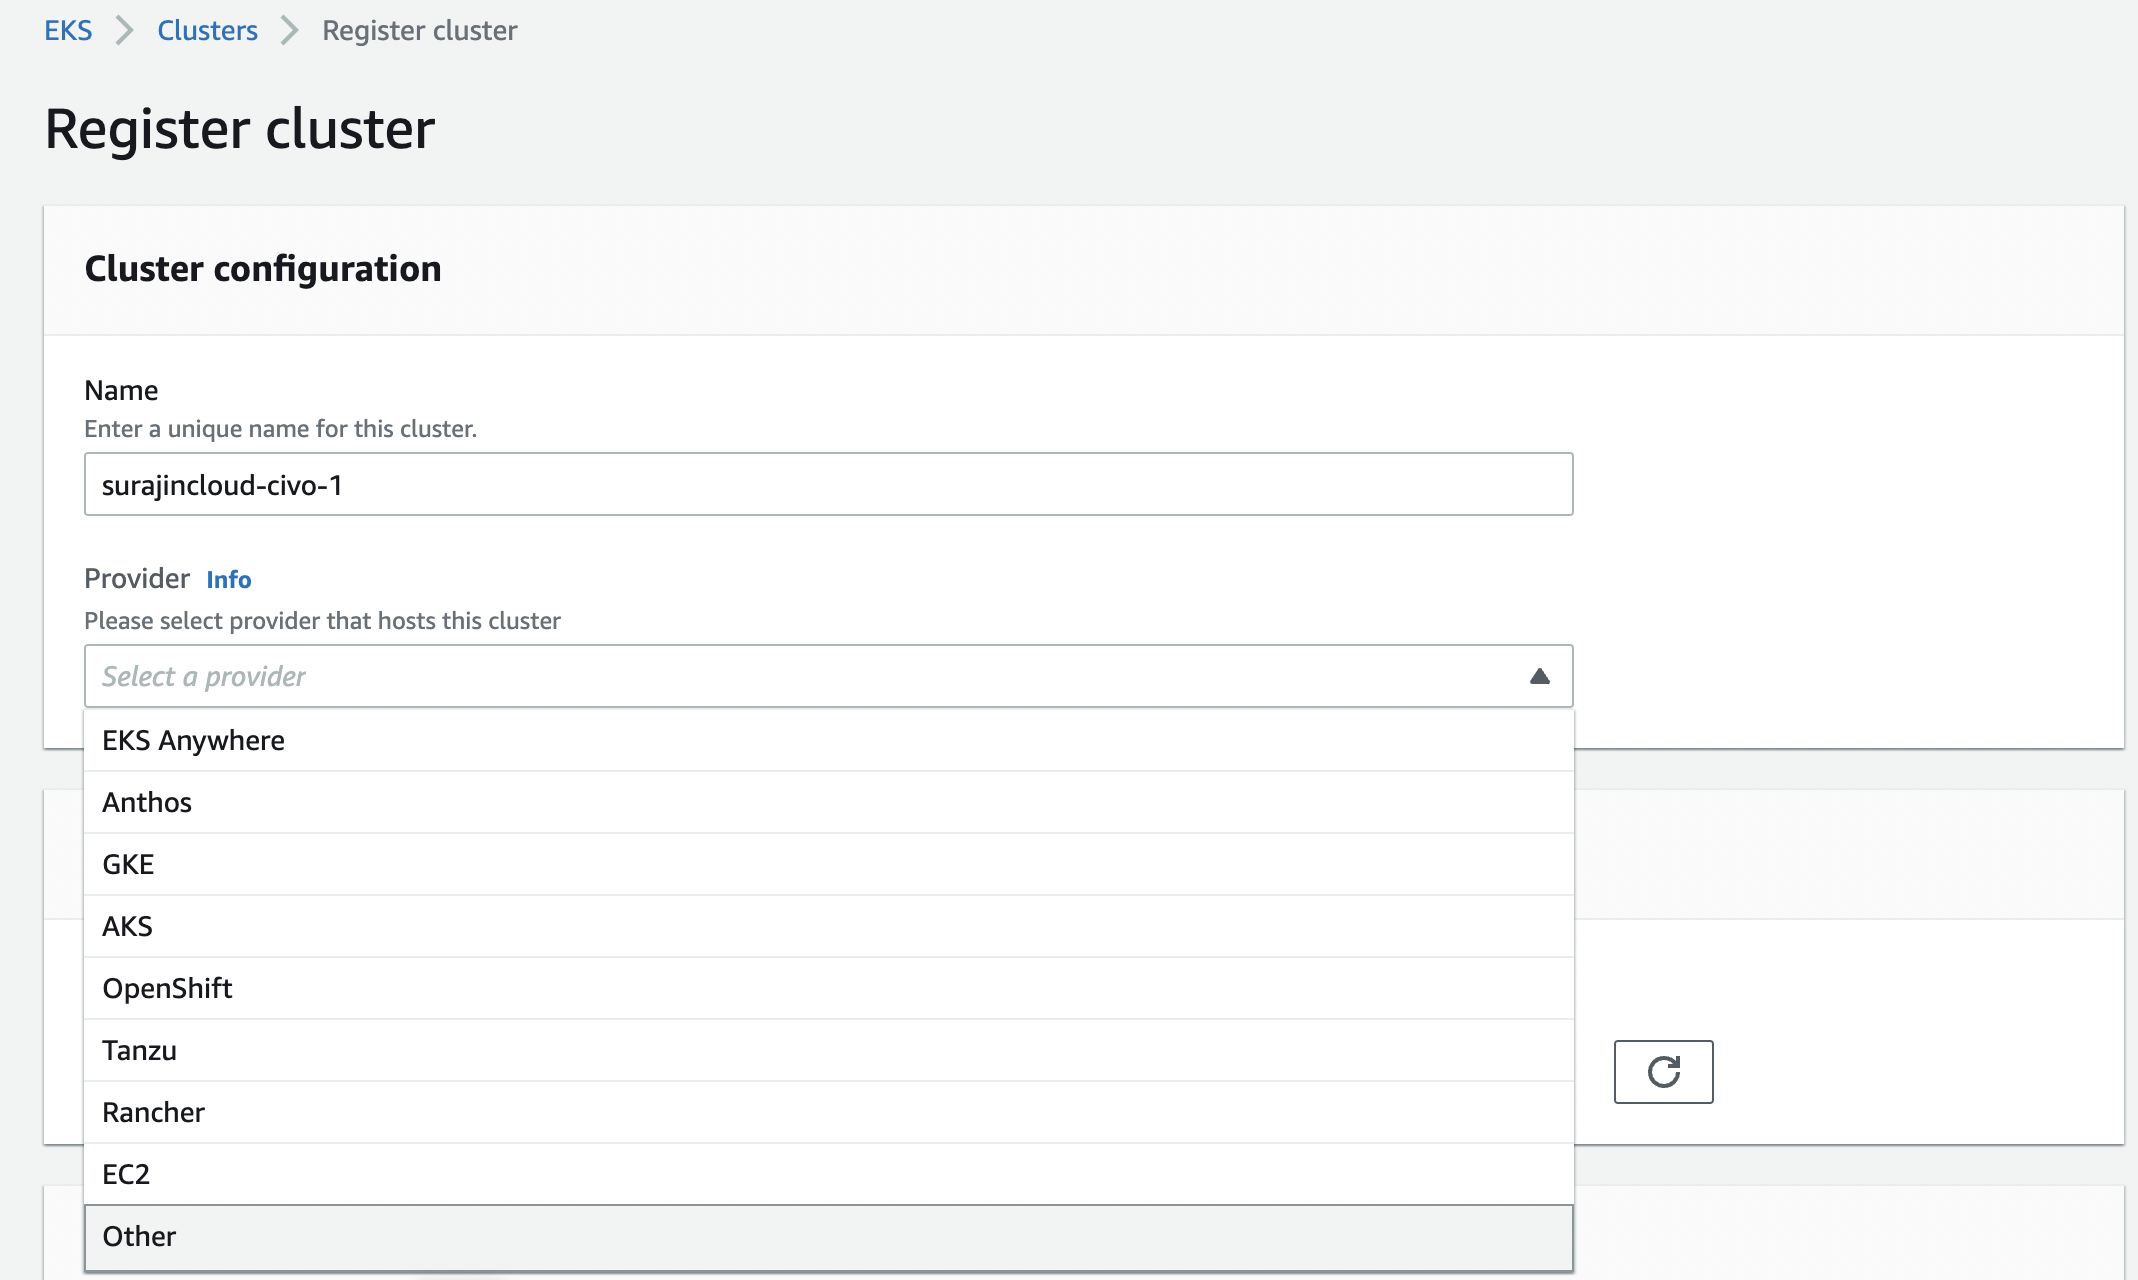 EKS > Clusters > Register cluster
Register cluster
Cluster configuration
Name
Enter a unique name for this cluster.
surajincloud-civo-1
Provider Info
Please select provider that hosts this cluster
Select a provider
EKS Anywhere
Anthos
GKE
AKS
OpenShift
Tanzu
Rancher
EC2
Other